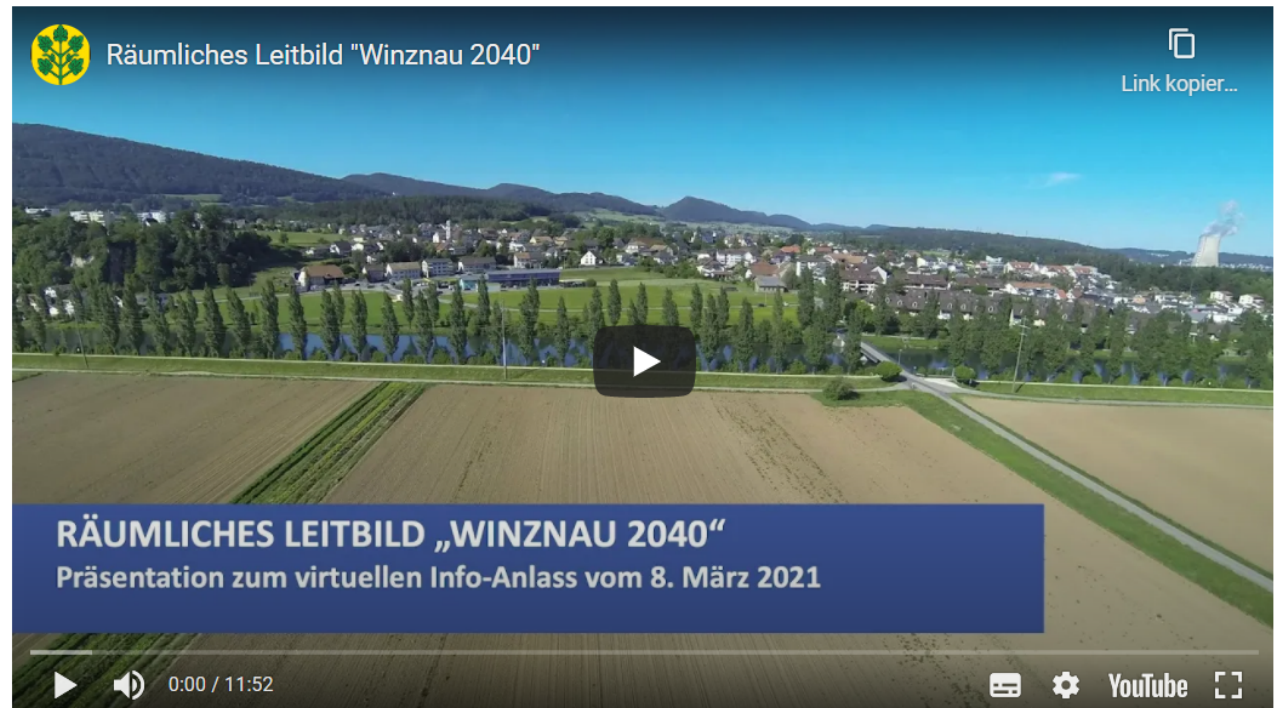 Räumliches Leitbild "Winznau 2040"
Link kopier...
RÄUMLICHES LEITBILD „WINZNAU 2040“
Präsentation zum virtuellen Info-Anlass vom 8. März 2021
0:00 / 11:52
YouTube